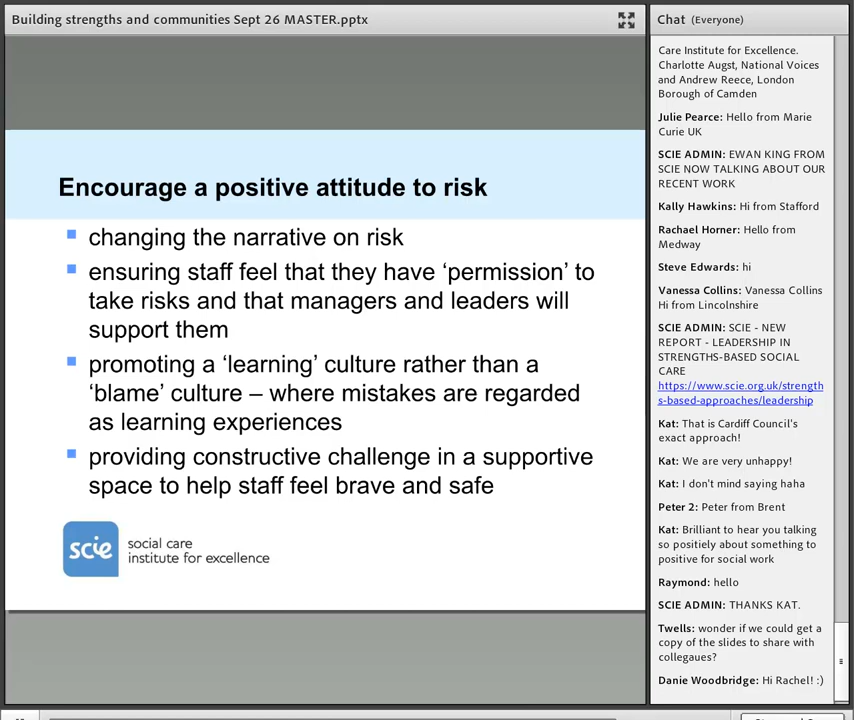 Building strengths and communities Sept 26 MASTER.pptx
Encourage a positive attitude to risk
changing the narrative on risk
ensuring staff feel that they have ‘permission’ to
take risks and that managers and leaders will
support them
promoting a ‘learning’ culture rather than a
‘blame’ culture – where mistakes are regarded
as learning experiences
providing constructive challenge in a supportive
space to help staff feel brave and safe
scie
social care
institute for excellence
Chat (Everyone)
Care Institute for Excellence.
Charlotte Augst, National Voices
and Andrew Reece, London
Borough of Camden
Julie Pearce: Hello from Marie
Curie UK
SCIE ADMIN: EWAN KING FROM
SCIE NOW TALKING ABOUT OUR
RECENT WORK
Kally Hawkins: Hi from Stafford
Rachael Horner: Hello from
Medway
Steve Edwards: hi
Vanessa Collins: Vanessa Collins
Hi from Lincolnshire
SCIE ADMIN: SCIE - NEW
REPORT - LEADERSHIP IN
STRENGTHS-BASED SOCIAL
CARE
https://www.scie.org.uk/strength
s-based-approaches/leadership
Kat: That is Cardiff Council's
exact approach!
Kat: We are very unhappy!
Kat: I don't mind saying haha
Peter 2: Peter from Brent
Kat: Brilliant to hear you talking
so positiely about something to
positive for social work
Raymond: hello
SCIE ADMIN: THANKS KAT.
Twells: wonder if we could get a
copy of the slides to share with
collegaues?
Danie Woodbridge: Hi Rachel! :)